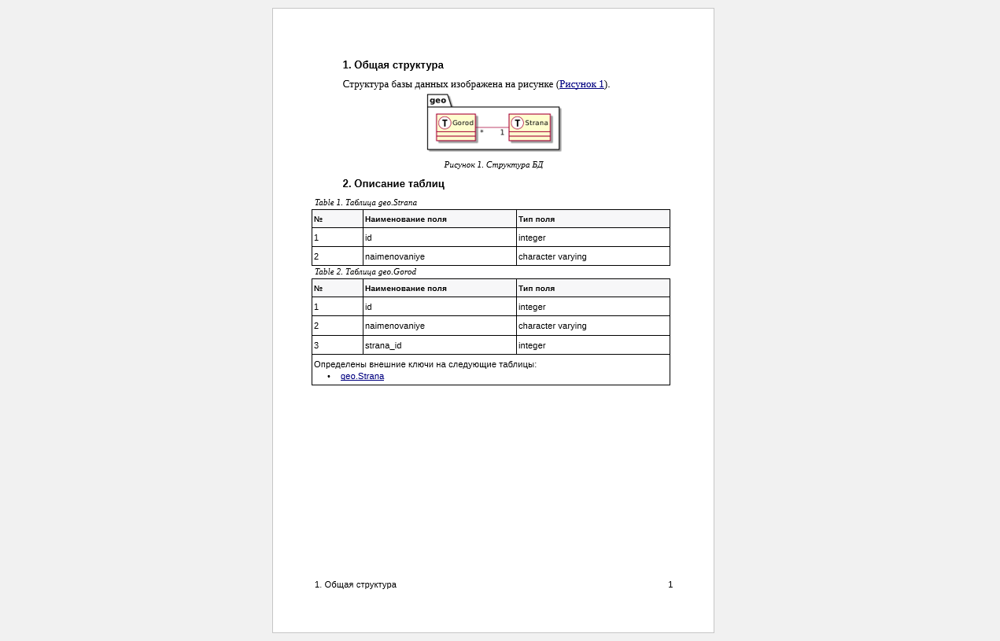 1. Общая структура
Структура базы данных изображена на рисунке (Рисунок 1).
geo
T Gorod
T Strana
* 1
Рисунок 1. Структура БД
2. Описание таблиц
Table 1. Таблица geo.Strana
№ Наименование поля Тип поля
1 id integer
2 naimenovaniye character varying
Table 2. Таблица geo.Gorod
№ Наименование поля Тип поля
1 id integer
2 naimenovaniye character varying
3 strana_id integer
Определены внешние ключи на следующие таблицы:
• geo.Strana
1. Общая структура 1